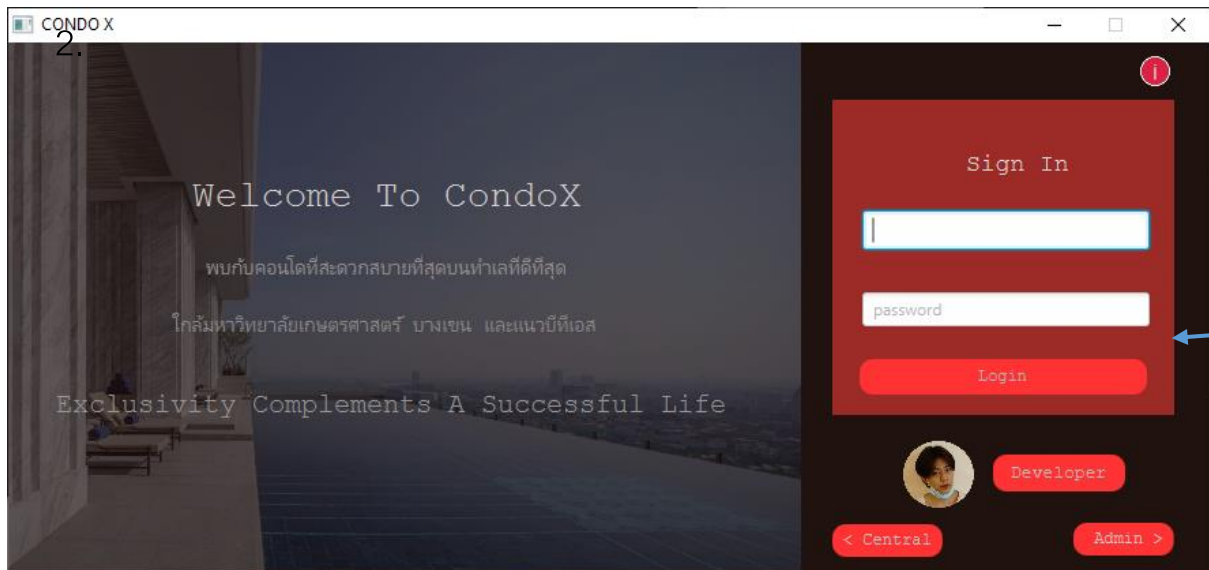 CONDO X
2.
i
Sign In
Welcome To CondoX
พบกับคอนโดที่สะดวกสบายที่สุดบนทำเลที่ดีที่สุด
password
ใกล้มหาวิทยาลัยเกษตรศาสตร์ บางเขน และแนวบีทีเอส
Login
Exclusivity Complements A Successful Life
Developer
< Central
Admin >